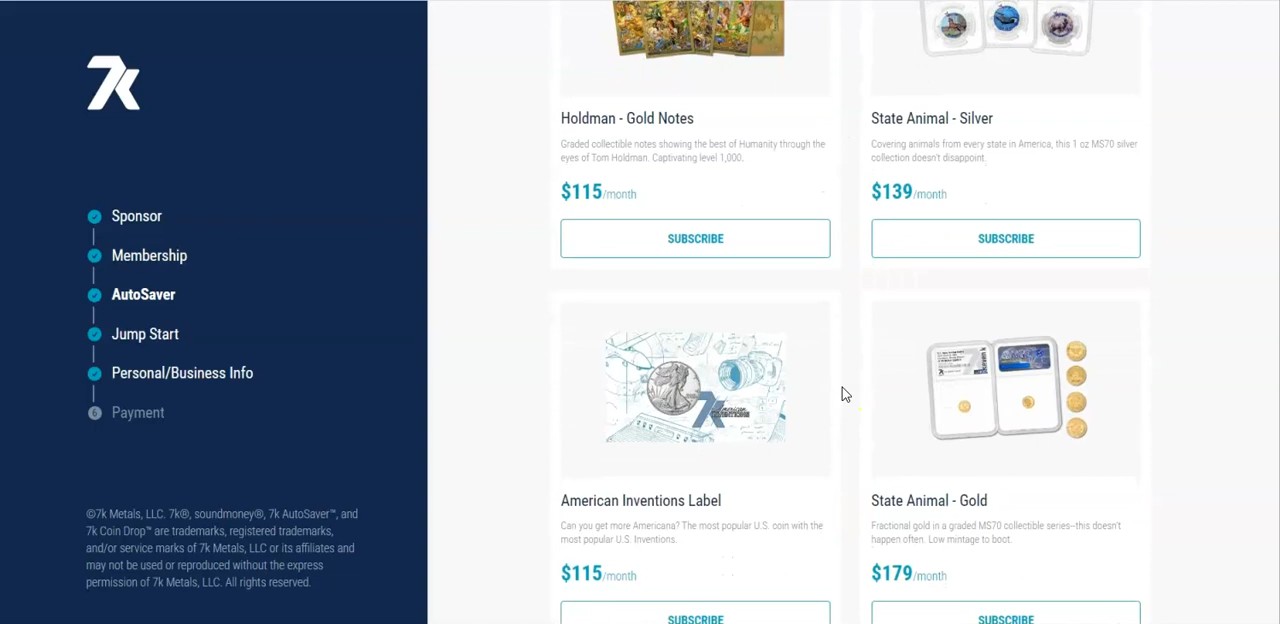 7k
Sponsor
Membership
AutoSaver
Jump Start
Personal/Business Info
6 Payment
©7k Metals, LLC. 7k®, soundmoney®, 7k AutoSaver™, and
7k Coin Drop™ are trademarks, registered trademarks,
and/or service marks of 7k Metals, LLC or its affiliates and
may not be used or reproduced without the express
permission of 7k Metals, LLC. All rights reserved.
Holdman - Gold Notes
Graded collectible notes showing the best of Humanity through the
eyes of Tom Holdman. Captivating level 1,000.
$115/month
SUBSCRIBE
State Animal - Silver
Covering animals from every state in America, this 1 oz MS70 silver
collection doesn't disappoint.
$139/month
SUBSCRIBE
7k American
INVENTIONS
American Inventions Label
Can you get more Americana? The most popular U.S. coin with the
most popular U.S. Inventions.
$115/month
SUBSCRIBE
State Animal - Gold
Fractional gold in a graded MS70 collectible series--this doesn't
happen often. Low mintage to boot.
$179/month
SUBSCRIBE